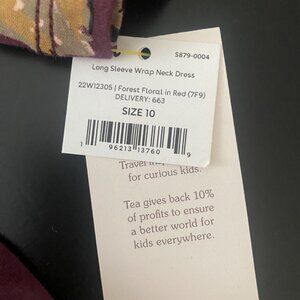 S879-0004
Long Sleeve Wrap Neck Dress
22W12305 | Forest Floral in Red (7F9)
DELIVERY: 663
SIZE 10
1 96213 13760 9
Travel
for curious kids.
Tea gives back 10%
of profits to ensure
a better world for
kids everywhere.